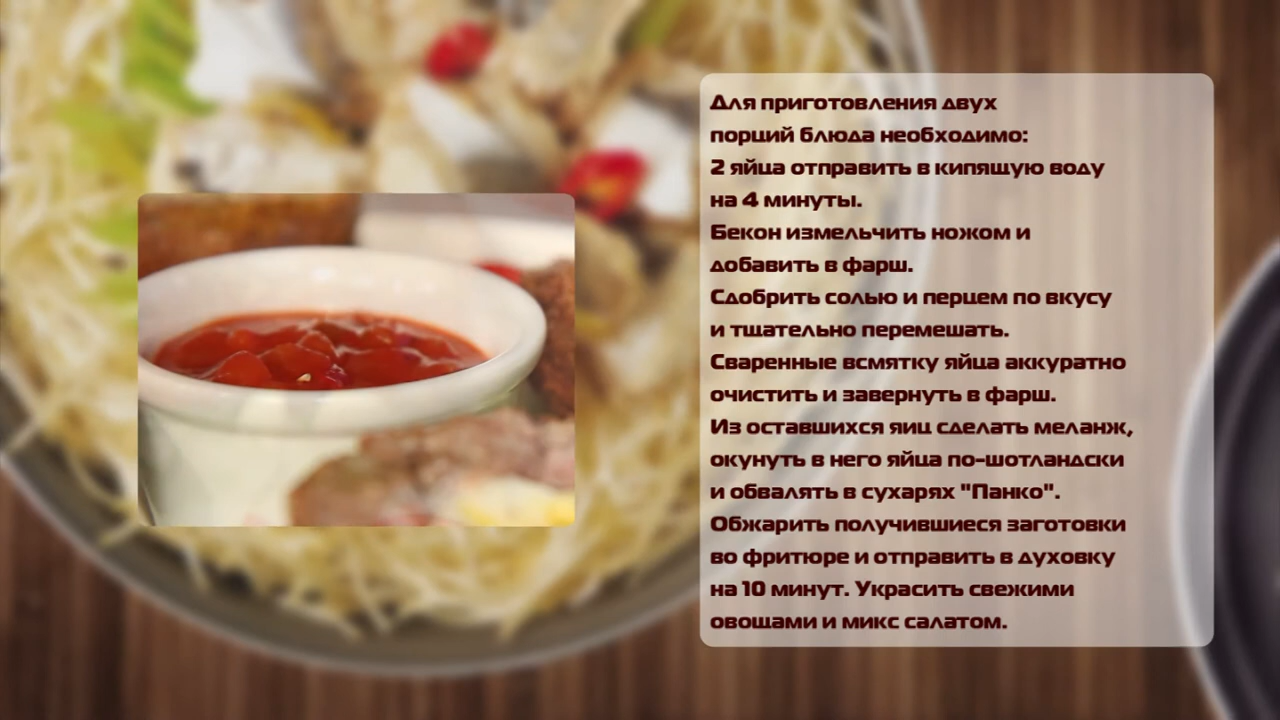 Для приготовления двух
порций блюда необходимо:
2 яйца отправить в кипящую воду
на 4 минуты.
Бекон измельчить ножом и
добавить в фарш.
Сдобрить солью и перцем по вкусу
и тщательно перемешать.
Сваренные всмятку яйца аккуратно
очистить и завернуть в фарш.
Из оставшихся яиц сделать меланж,
окунуть в него яйца по-шотландски
и обвалять в сухарях "Панко".
Обжарить получившиеся заготовки
во фритюре и отправить в духовку
на 10 минут. Украсить свежими
овощами и микс салатом.